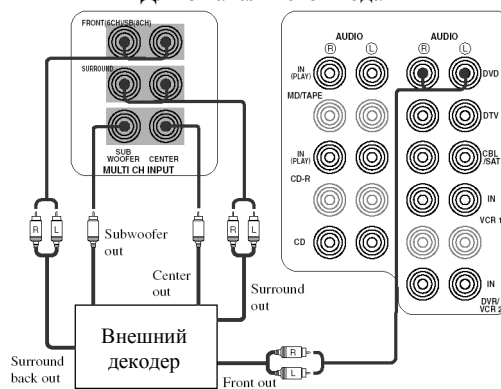 FRONT(6CH)/SB(8CH)
SURROUND
SUB
WOOFER
CENTER
MULTI CH INPUT
AUDIO
AUDIO
R
L
R
L
IN
(PLAY)
MD/TAPE
IN
(PLAY)
CD-R
CD
DVD
DTV
CBL
/SAT
IN
VCR 1
IN
DVR/
VCR 2
R
L
R
L
Subwoofer
out
Center
out
Surround
out
Внешний
декодер
Surround
back out
R
L
Front out